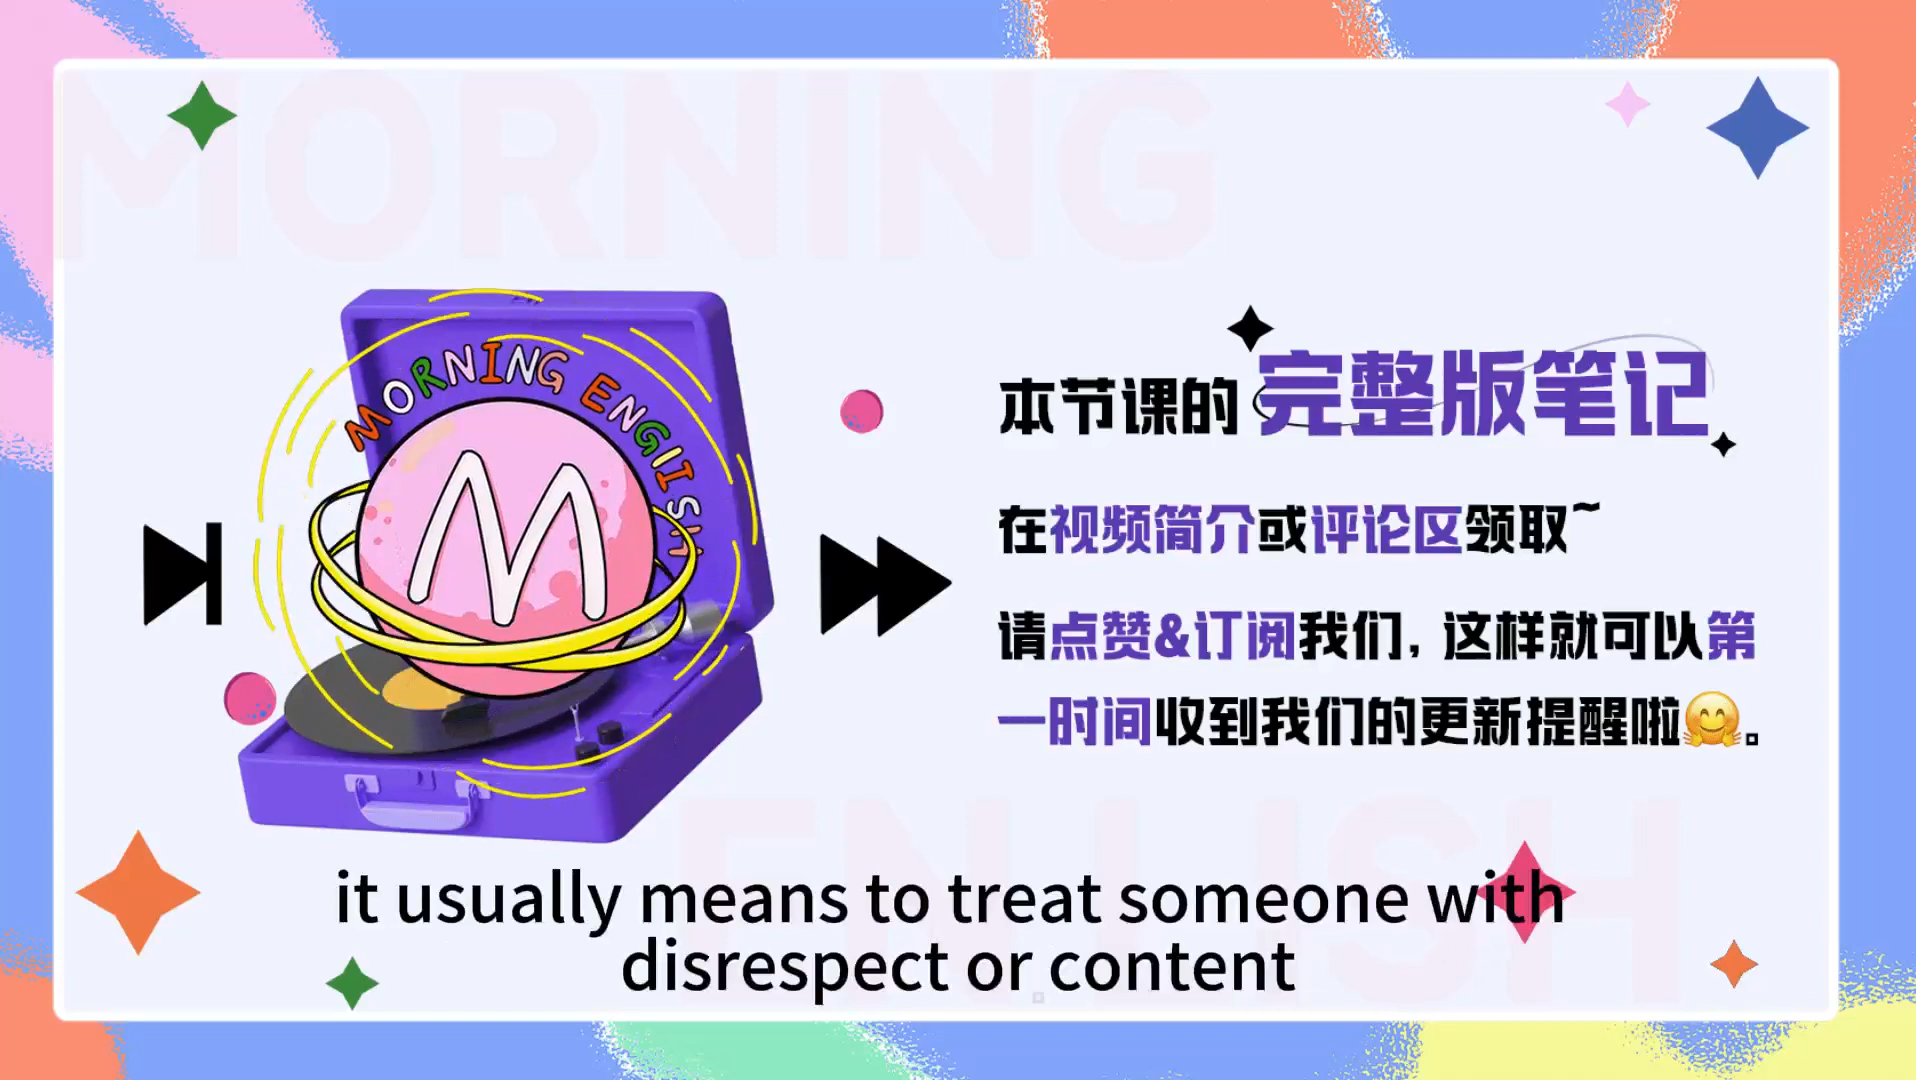 MORNING
MORNING ENGLISH
M
本节课的完整版笔记
在视频简介或评论区领取~
请点赞&订阅我们，这样就可以第
一时间收到我们的更新提醒啦🤗。
it usually means to treat someone with
disrespect or content